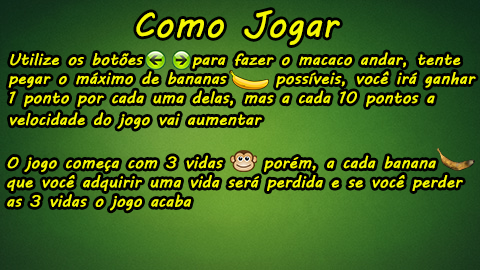 Como Jogar
Utilize os botões para fazer o macaco andar, tente
pegar o máximo de bananas possíveis, você irá ganhar
1 ponto por cada uma delas, mas a cada 10 pontos a
velocidade do jogo vai aumentar
O jogo começa com 3 vidas porém, a cada banana
que você adquirir uma vida será perdida e se você perder
as 3 vidas o jogo acaba